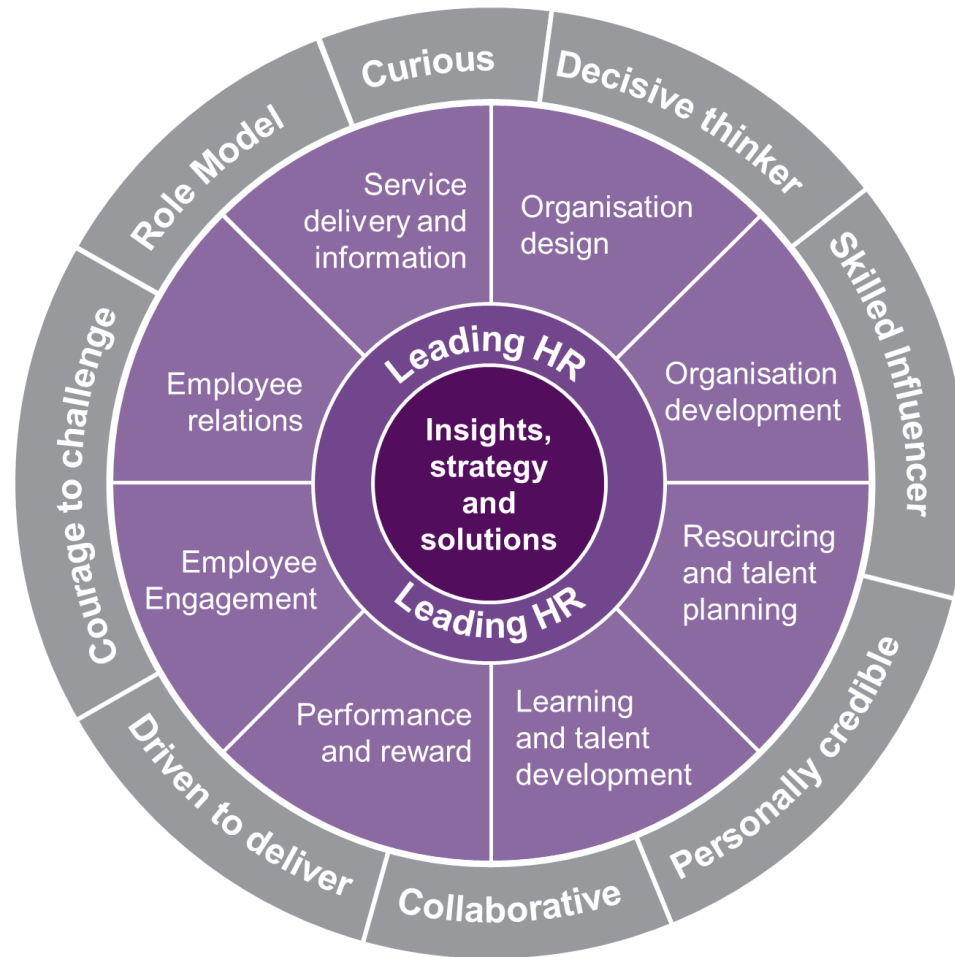 Curious
Decisive thinker
Skilled Influencer
Personally credible
Collaborative
Driven to deliver
Courage to challenge
Role Model
Service
delivery and
information
Organisation
design
Organisation
development
Resourcing
and talent
planning
Learning
and talent
development
Performance
and reward
Employee
Engagement
Employee
relations
Leading HR
Insights,
strategy
and
solutions
Leading HR